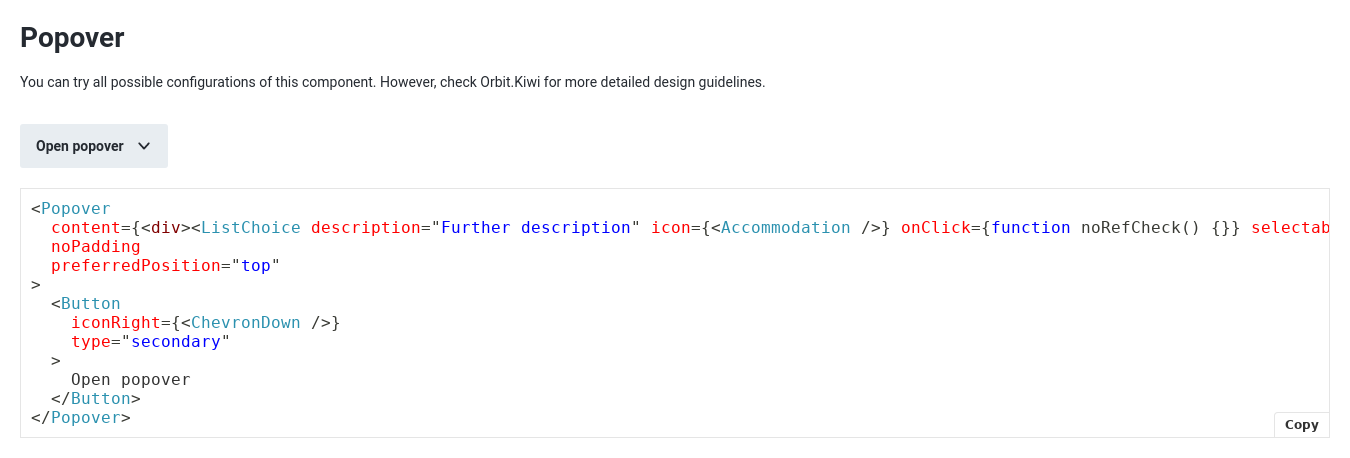 Popover
You can try all possible configurations of this component. However, check Orbit.Kiwi for more detailed design guidelines.
Open popover
<Popover
  content={<div><ListChoice description="Further description" icon={<Accommodation />} onClick={function noRefCheck() {}} selectab
  noPadding
  preferredPosition="top"
>
  <Button
    iconRight={<ChevronDown />}
    type="secondary"
  >
    Open popover
  </Button>
</Popover>
Copy